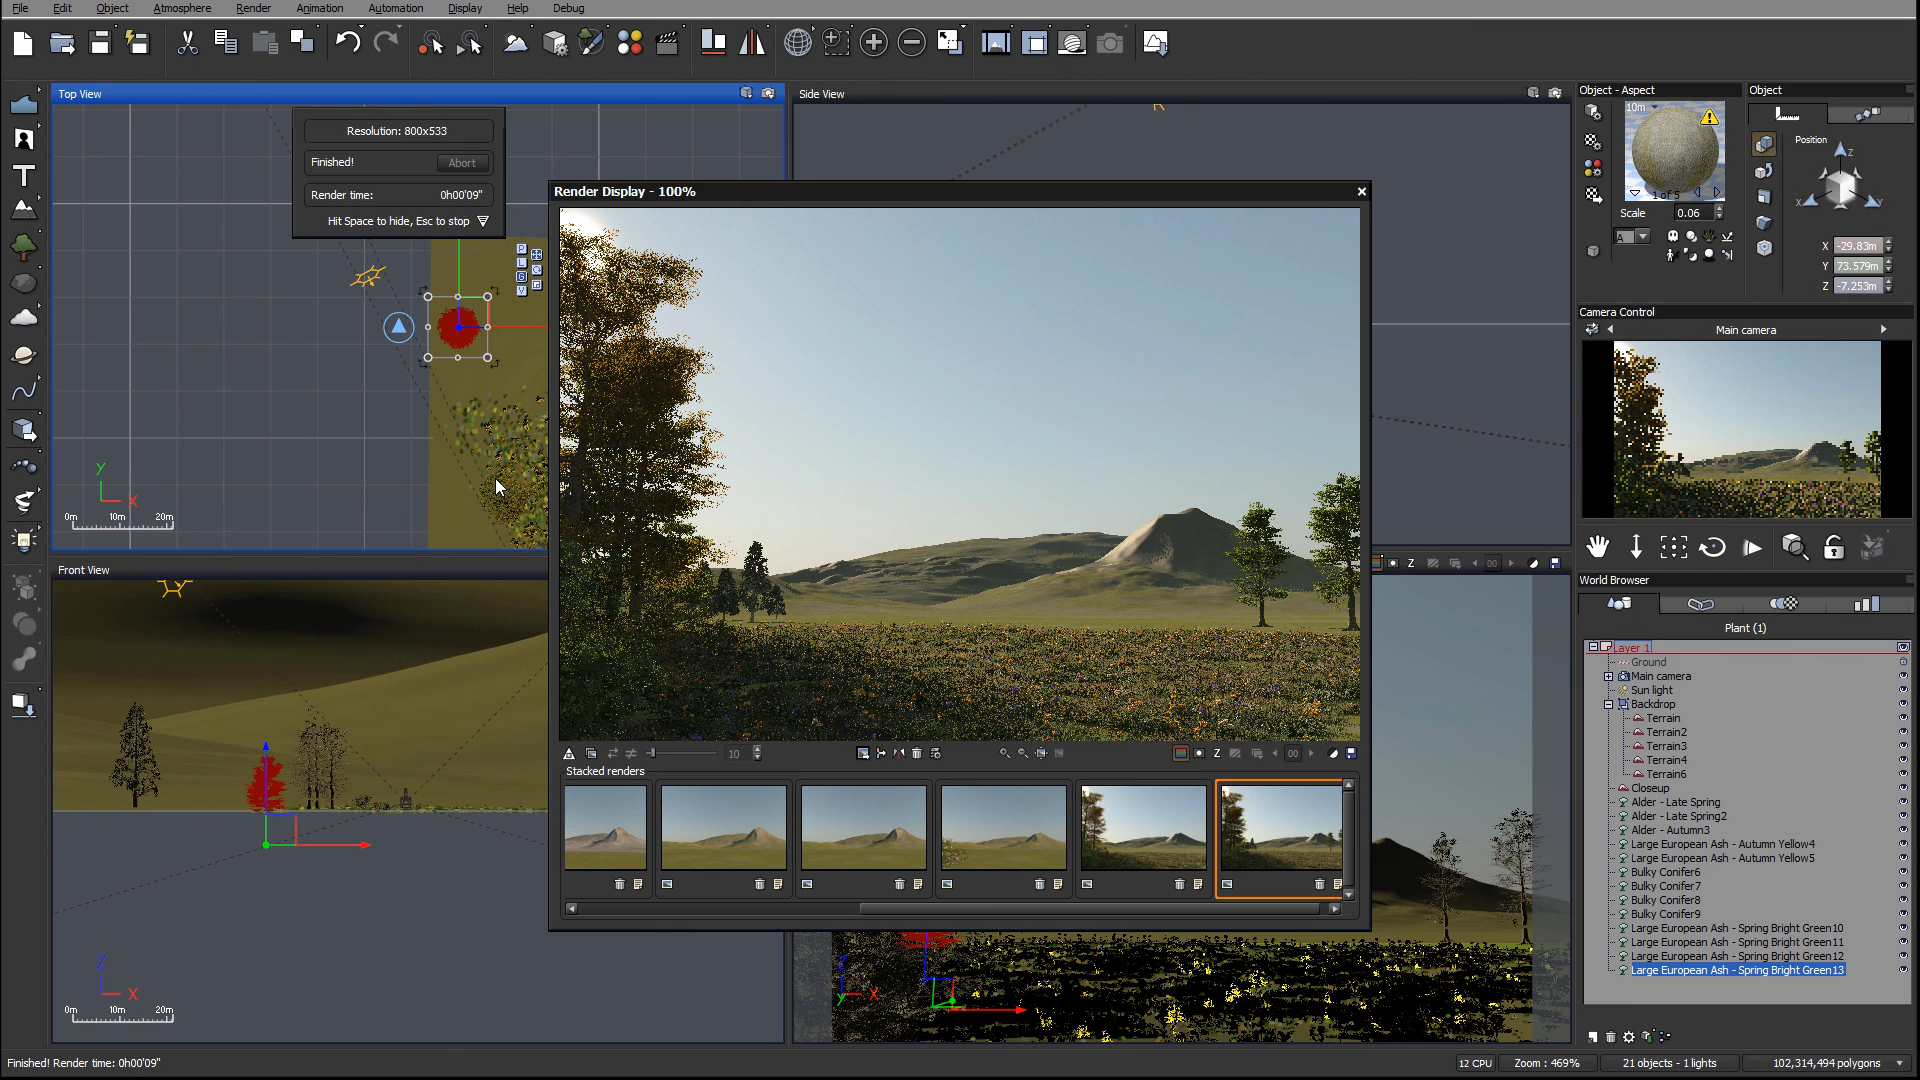 File Edit Object Atmosphere Render Animation Automation Display Help Debug
Top View
Side View
Object - Aspect
Object
10m
1 of 5
Scale 0.06
A
Position
Z
X
Y
X -29.83m
Y 73.579m
Z -7.253m
Resolution: 800x533
Finished! Abort
Render time: 0h00'09"
Hit Space to hide, Esc to stop
P
L
G
V
Y
X
0m 10m 20m
Render Display - 100%
10
Z
00
Stacked renders
Camera Control
Main camera
Front View
Z 00
Z
X
0m 10m 20m
Z
Y
X
World Browser
Plant (1)
Layer 1
Ground
Main camera
Sun light
Backdrop
Terrain
Terrain2
Terrain3
Terrain4
Terrain6
Closeup
Alder - Late Spring
Alder - Late Spring2
Alder - Autumn3
Large European Ash - Autumn Yellow4
Large European Ash - Autumn Yellow5
Bulky Conifer6
Bulky Conifer7
Bulky Conifer8
Bulky Conifer9
Large European Ash - Spring Bright Green10
Large European Ash - Spring Bright Green11
Large European Ash - Spring Bright Green12
Large European Ash - Spring Bright Green13
Finished! Render time: 0h00'09"
12 CPU
Zoom : 469%
21 objects - 1 lights
102,314,494 polygons